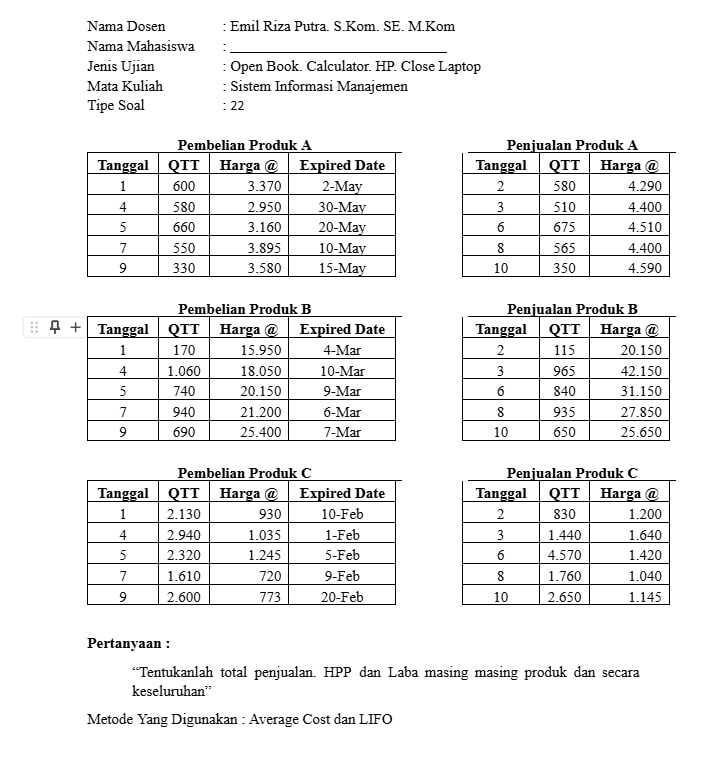 Nama Dosen : Emil Riza Putra. S.Kom. SE. M.Kom
Nama Mahasiswa : ______________________________
Jenis Ujian : Open Book. Calculator. HP. Close Laptop
Mata Kuliah : Sistem Informasi Manajemen
Tipe Soal : 22
Pembelian Produk A
Tanggal QTT Harga @ Expired Date
1 600 3.370 2-May
4 580 2.950 30-May
5 660 3.160 20-May
7 550 3.895 10-May
9 330 3.580 15-May
Penjualan Produk A
Tanggal QTT Harga @
2 580 4.290
3 510 4.400
6 675 4.510
8 565 4.400
10 350 4.590
Pembelian Produk B
Tanggal QTT Harga @ Expired Date
1 170 15.950 4-Mar
4 1.060 18.050 10-Mar
5 740 20.150 9-Mar
7 940 21.200 6-Mar
9 690 25.400 7-Mar
Penjualan Produk B
Tanggal QTT Harga @
2 115 20.150
3 965 42.150
6 840 31.150
8 935 27.850
10 650 25.650
Pembelian Produk C
Tanggal QTT Harga @ Expired Date
1 2.130 930 10-Feb
4 2.940 1.035 1-Feb
5 2.320 1.245 5-Feb
7 1.610 720 9-Feb
9 2.600 773 20-Feb
Penjualan Produk C
Tanggal QTT Harga @
2 830 1.200
3 1.440 1.640
6 4.570 1.420
8 1.760 1.040
10 2.650 1.145
Pertanyaan :
“Tentukanlah total penjualan. HPP dan Laba masing masing produk dan secara
keseluruhan”
Metode Yang Digunakan : Average Cost dan LIFO